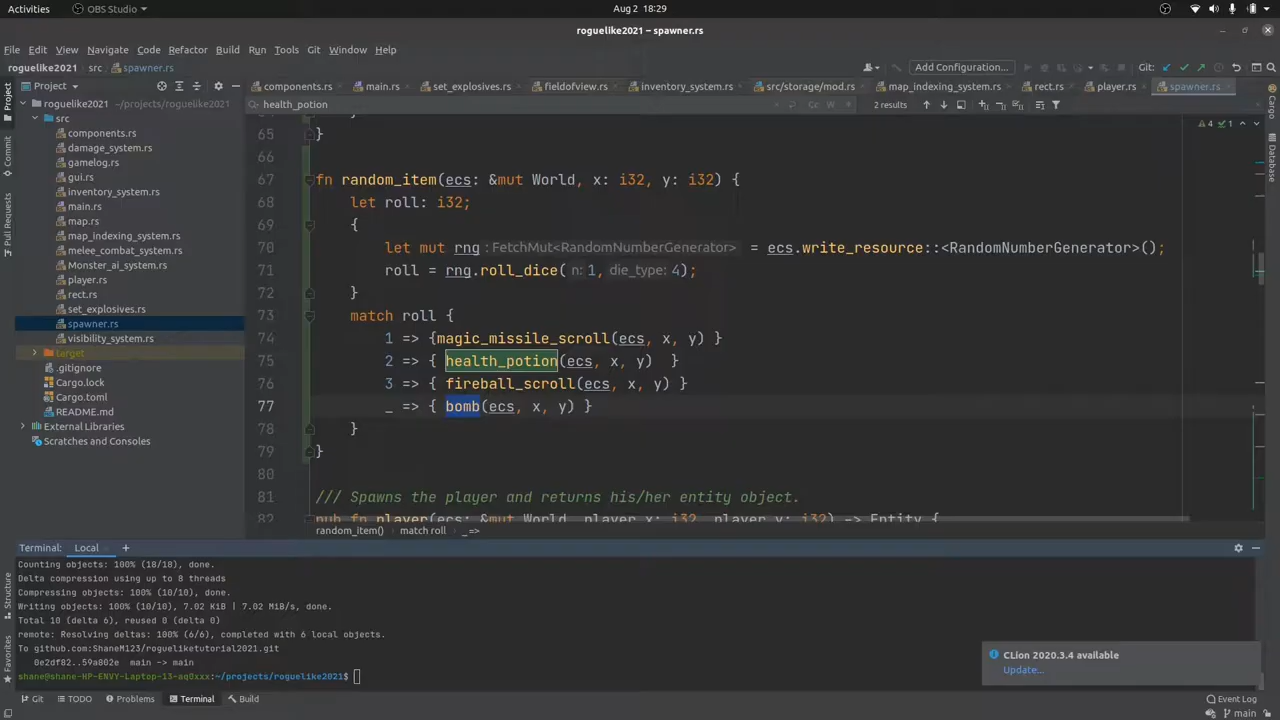 Activities
OBS Studio
Aug 2 18:29
roguelike2021 – spawner.rs
File Edit View Navigate Code Refactor Build Run Tools Git Window Help
roguelike2021 src spawner.rs
Add Configuration...
Git:
Project
components.rs main.rs set_explosives.rs fieldofview.rs inventory_system.rs src/storage/mod.rs map_indexing_system.rs rect.rs player.rs spawner.rs
health_potion
Cc W .*
2 results
roguelike2021 ~/projects/roguelike2021
src
components.rs
damage_system.rs
gamelog.rs
gui.rs
inventory_system.rs
main.rs
map.rs
map_indexing_system.rs
melee_combat_system.rs
Monster_ai_system.rs
player.rs
rect.rs
set_explosives.rs
spawner.rs
visibility_system.rs
target
.gitignore
Cargo.lock
Cargo.toml
README.md
External Libraries
Scratches and Consoles
Project
Commit
Pull Requests
Structure
Favorites
Cargo
Database
4 1
64 }
65 }
66
67 fn random_item(ecs: &mut World, x: i32, y: i32) {
68 let roll: i32;
69 {
70 let mut rng : FetchMut<RandomNumberGenerator> = ecs.write_resource::<RandomNumberGenerator>();
71 roll = rng.roll_dice( n: 1, die_type: 4);
72 }
73 match roll {
74 1 => {magic_missile_scroll(ecs, x, y) }
75 2 => { health_potion(ecs, x, y) }
76 3 => { fireball_scroll(ecs, x, y) }
77 _ => { bomb(ecs, x, y) }
78 }
79 }
80
81 /// Spawns the player and returns his/her entity object.
82 pub fn player(ecs: &mut World, player_x: i32, player_y: i32) -> Entity {
random_item() match roll _ =>
Terminal: Local +
Counting objects: 100% (18/18), done.
Delta compression using up to 8 threads
Compressing objects: 100% (10/10), done.
Writing objects: 100% (10/10), 7.02 KiB | 7.02 MiB/s, done.
Total 10 (delta 6), reused 0 (delta 0)
remote: Resolving deltas: 100% (6/6), completed with 6 local objects.
To github.com:ShaneM123/rogueliketutorial2021.git
0e2df82..59a802e main -> main
shane@shane-HP-ENVY-Laptop-13-aq0xxx:~/projects/roguelike2021$
CLion 2020.3.4 available
Update...
Git TODO Problems Terminal Build
Event Log
main